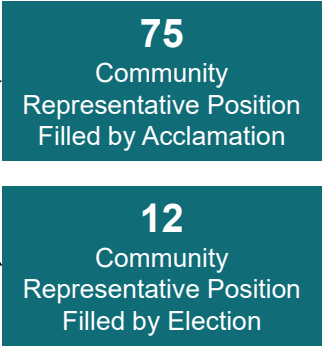 75
Community
Representative Position
Filled by Acclamation
12
Community
Representative Position
Filled by Election